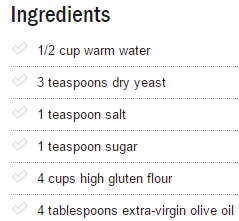 Ingredients
1/2 cup warm water
3 teaspoons dry yeast
1 teaspoon salt
1 teaspoon sugar
4 cups high gluten flour
4 tablespoons extra-virgin olive oil